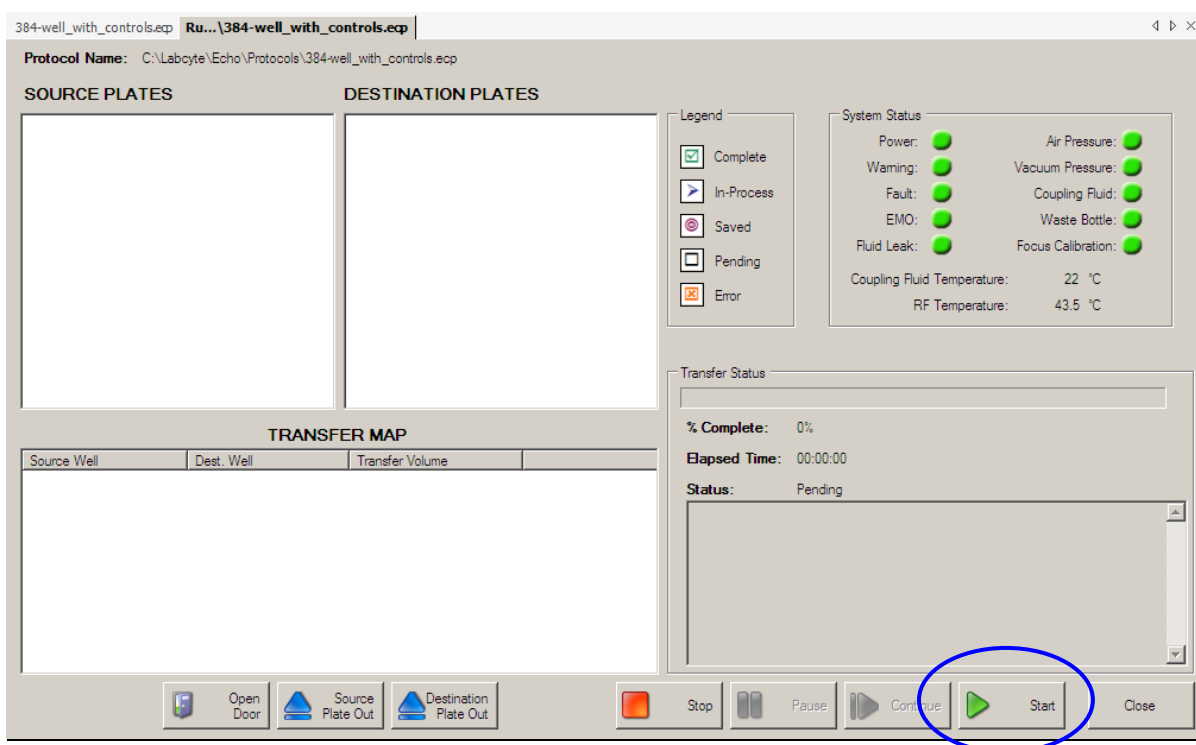 384-well_with_controls.ecp Ru...\384-well_with_controls.ecp
Protocol Name: C:\Labcyte\Echo\Protocols\384-well_with_controls.ecp
SOURCE PLATES
DESTINATION PLATES
Legend
Complete
In-Process
Saved
Pending
Error
System Status
Power:
Air Pressure:
Warning:
Vacuum Pressure:
Fault:
Coupling Fluid:
EMO:
Waste Bottle:
Fluid Leak:
Focus Calibration:
Coupling Fluid Temperature: 22 °C
RF Temperature: 43.5 °C
TRANSFER MAP
Source Well Dest. Well Transfer Volume
Transfer Status
% Complete: 0%
Elapsed Time: 00:00:00
Status: Pending
Open
Door
Source
Plate Out
Destination
Plate Out
Stop
Pause
Continue
Start
Close